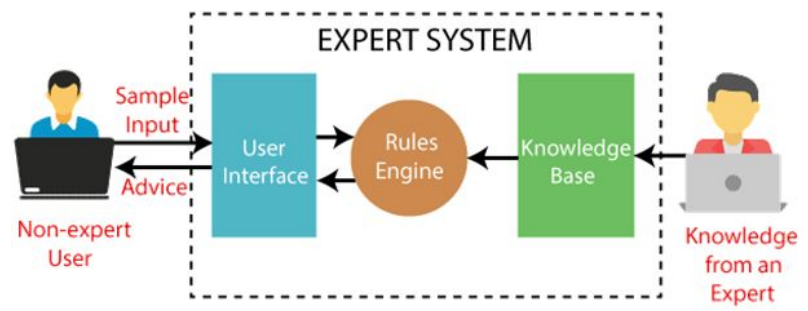 EXPERT SYSTEM
Sample
Input
Advice
Non-expert
User
User
Interface
Rules
Engine
Knowledge
Base
Knowledge
from an
Expert